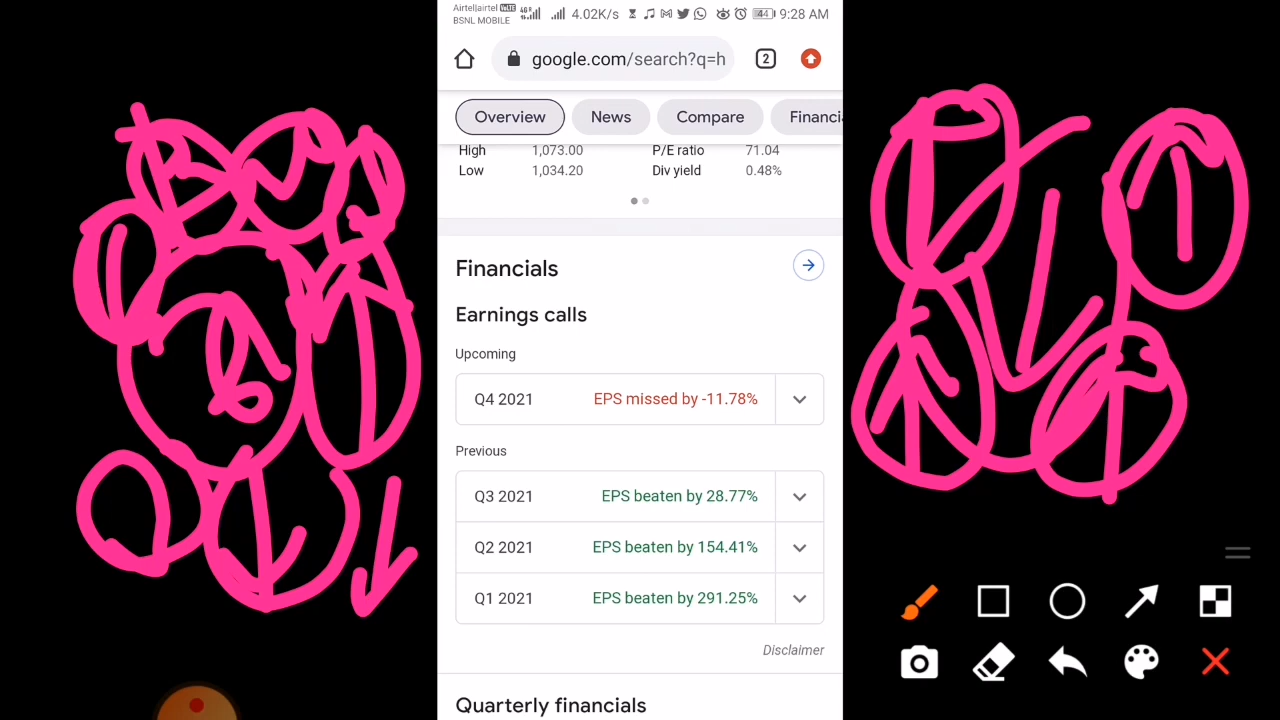 Airtel|airtel VoLTE 4G 4.02K/s 44 9:28 AM
BSNL MOBILE
google.com/search?q=h 2
Overview News Compare Financi
High 1,073.00 P/E ratio 71.04
Low 1,034.20 Div yield 0.48%
Financials
Earnings calls
Upcoming
Q4 2021 EPS missed by -11.78%
Previous
Q3 2021 EPS beaten by 28.77%
Q2 2021 EPS beaten by 154.41%
Q1 2021 EPS beaten by 291.25%
Disclaimer
Quarterly financials